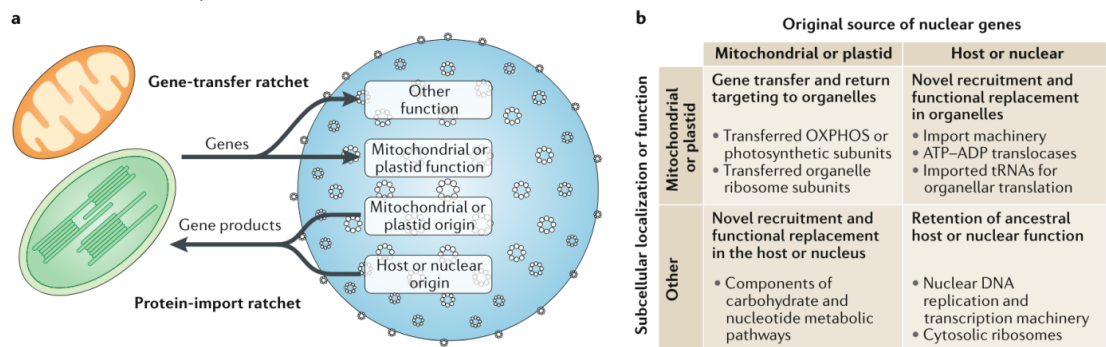 a
Gene-transfer ratchet
Genes
Other
function
Mitochondrial or
plastid function
Mitochondrial or
plastid origin
Gene products
Host or nuclear
origin
Protein-import ratchet
b
Original source of nuclear genes
Mitochondrial or plastid
Host or nuclear
Subcellular localization or function
Mitochondrial
or plastid
Gene transfer and return
targeting to organelles
• Transferred OXPHOS or
photosynthetic subunits
• Transferred organelle
ribosome subunits
Novel recruitment and
functional replacement
in organelles
• Import machinery
• ATP–ADP translocases
• Imported tRNAs for
organellar translation
Other
Novel recruitment and
functional replacement
in the host or nucleus
• Components of
carbohydrate and
nucleotide metabolic
pathways
Retention of ancestral
host or nuclear function
• Nuclear DNA
replication and
transcription machinery
• Cytosolic ribosomes